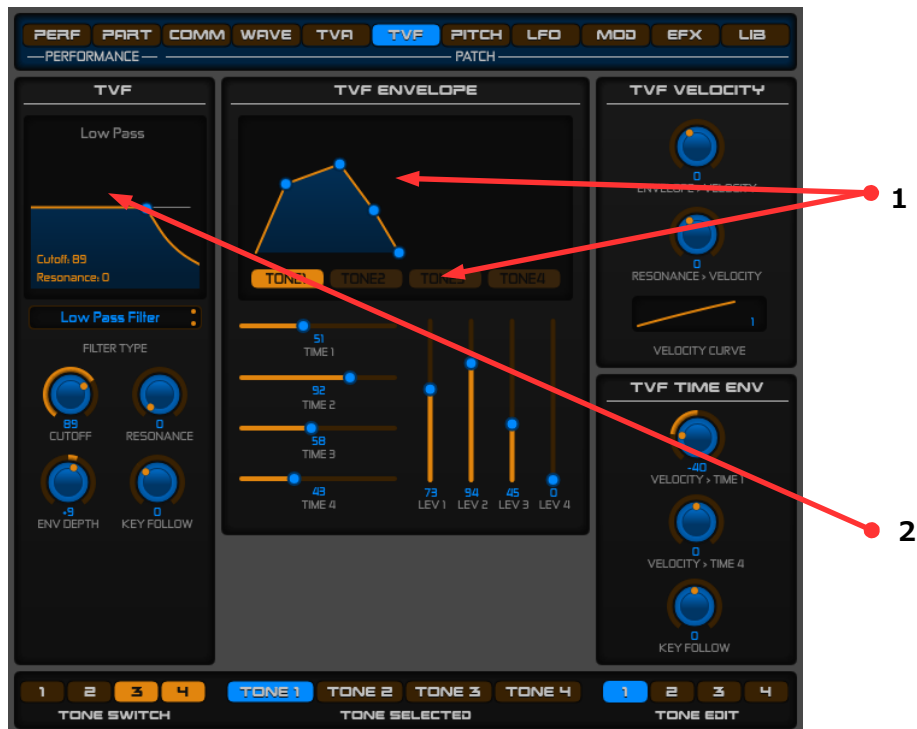 PERF PART COMM WAVE TVA TVF PITCH LFO MOD EFX LIB
PERFORMANCE PATCH
TVF
Low Pass
Cutoff: 89
Resonance: 0
Low Pass Filter
FILTER TYPE
89 0
CUTOFF RESONANCE
+9 0
ENV DEPTH KEY FOLLOW
TVF ENVELOPE
TONE1 TONE2 TONE3 TONE4
51
TIME 1
92
TIME 2
58
TIME 3
43
TIME 4
73 94 45 0
LEV 1 LEV 2 LEV 3 LEV 4
TVF VELOCITY
0
ENVELOPE > VELOCITY
0
RESONANCE > VELOCITY
1
VELOCITY CURVE
TVF TIME ENV
-40
VELOCITY > TIME 1
0
VELOCITY > TIME 4
0
KEY FOLLOW
1
2
1 2 3 4 TONE 1 TONE 2 TONE 3 TONE 4 1 2 3 4
TONE SWITCH TONE SELECTED TONE EDIT